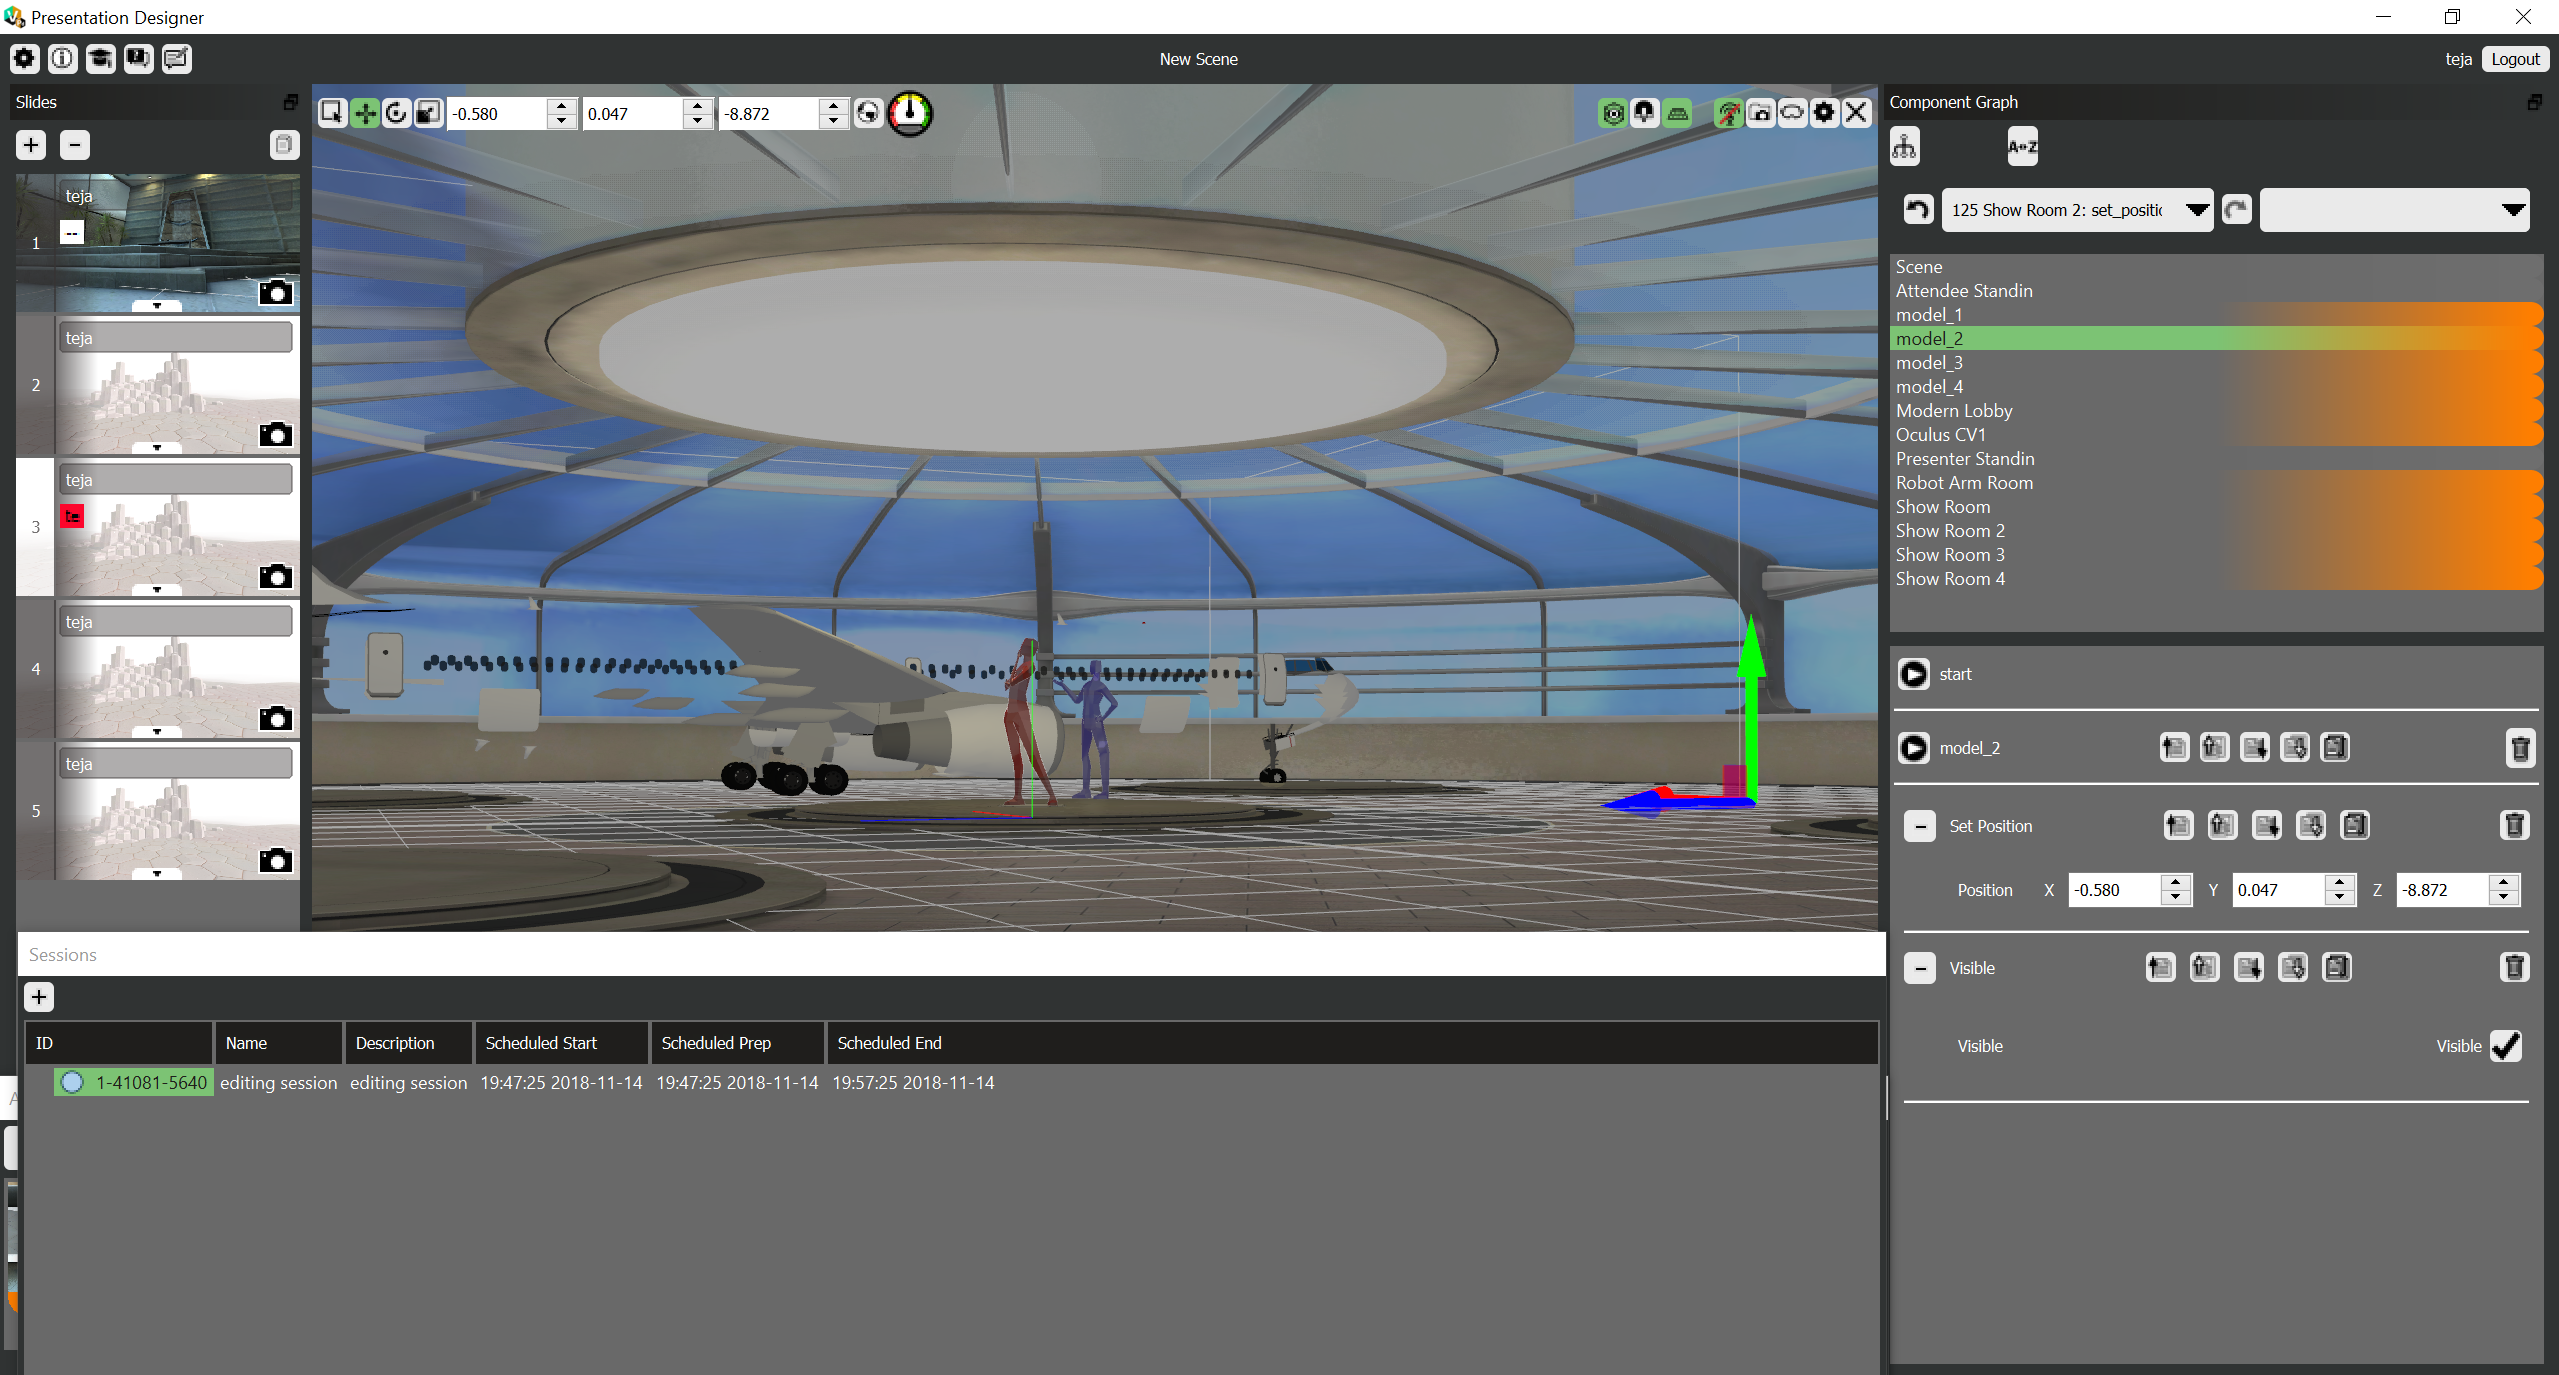 Presentation Designer
New Scene
teja
Logout
Slides
-0.580
0.047
-8.872
Component Graph
A↔Z
125 Show Room 2: set_positic
1
teja
--
2
teja
3
teja
te
4
teja
5
teja
Scene
Attendee Standin
model_1
model_2
model_3
model_4
Modern Lobby
Oculus CV1
Presenter Standin
Robot Arm Room
Show Room
Show Room 2
Show Room 3
Show Room 4
start
model_2
Set Position
Position X -0.580 Y 0.047 Z -8.872
Visible
Visible Visible
Sessions
ID Name Description Scheduled Start Scheduled Prep Scheduled End
1-41081-5640 editing session editing session 19:47:25 2018-11-14 19:47:25 2018-11-14 19:57:25 2018-11-14
A